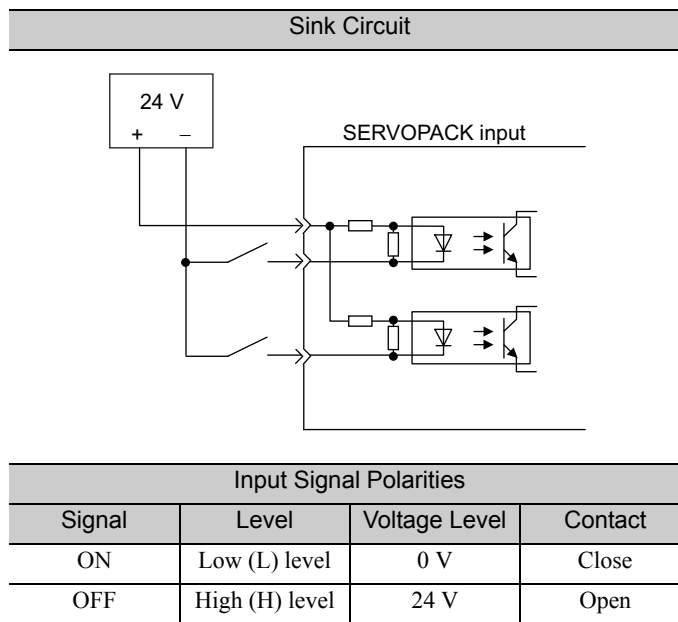 Sink Circuit
24 V
+ −
SERVOPACK input
Input Signal Polarities
Signal Level Voltage Level Contact
ON Low (L) level 0 V Close
OFF High (H) level 24 V Open